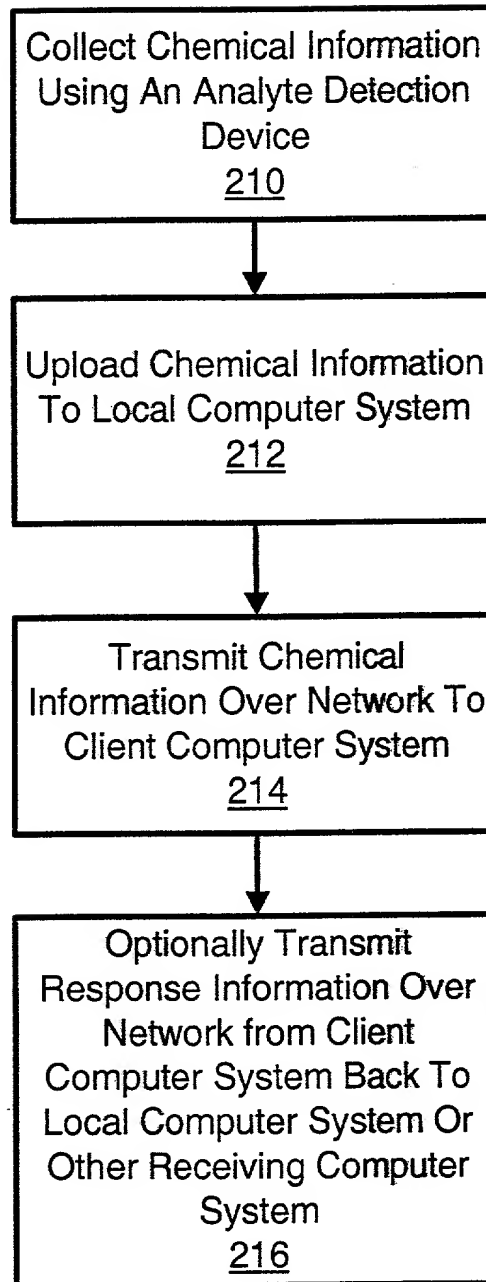 Collect Chemical Information
Using An Analyte Detection
Device
210
Upload Chemical Information
To Local Computer System
212
Transmit Chemical
Information Over Network To
Client Computer System
214
Optionally Transmit
Response Information Over
Network from Client
Computer System Back To
Local Computer System Or
Other Receiving Computer
System
216